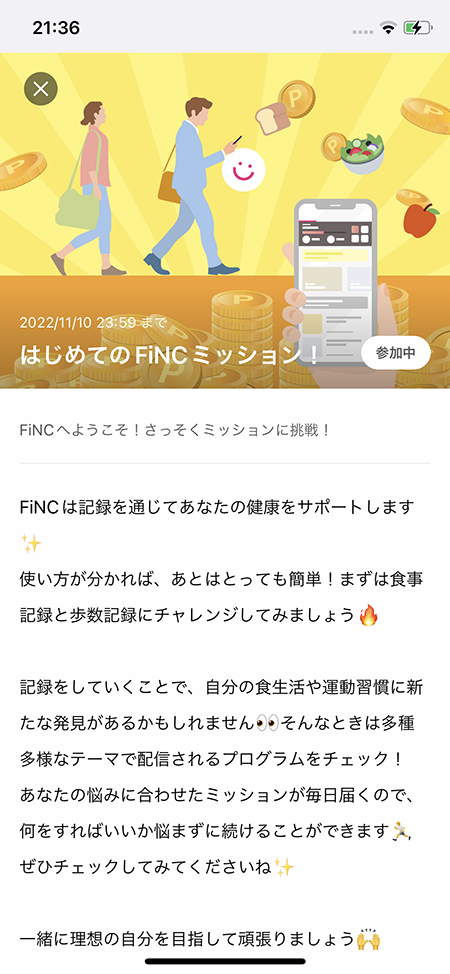 21:36
2022/11/10 23:59 まで
はじめてのFiNCミッション！
参加中
FiNCへようこそ！さっそくミッションに挑戦！
FiNCは記録を通じてあなたの健康をサポートします
✨
使い方が分かれば、あとはとっても簡単！まずは食事
記録と歩数記録にチャレンジしてみましょう🔥
記録をしていくことで、自分の食生活や運動習慣に新
たな発見があるかもしれません👀そんなときは多種
多様なテーマで配信されるプログラムをチェック！
あなたの悩みに合わせたミッションが毎日届くので、
何をすればいいか悩まずに続けることができます🏃
ぜひチェックしてみてくださいね✨
一緒に理想の自分を目指して頑張りましょう🙌